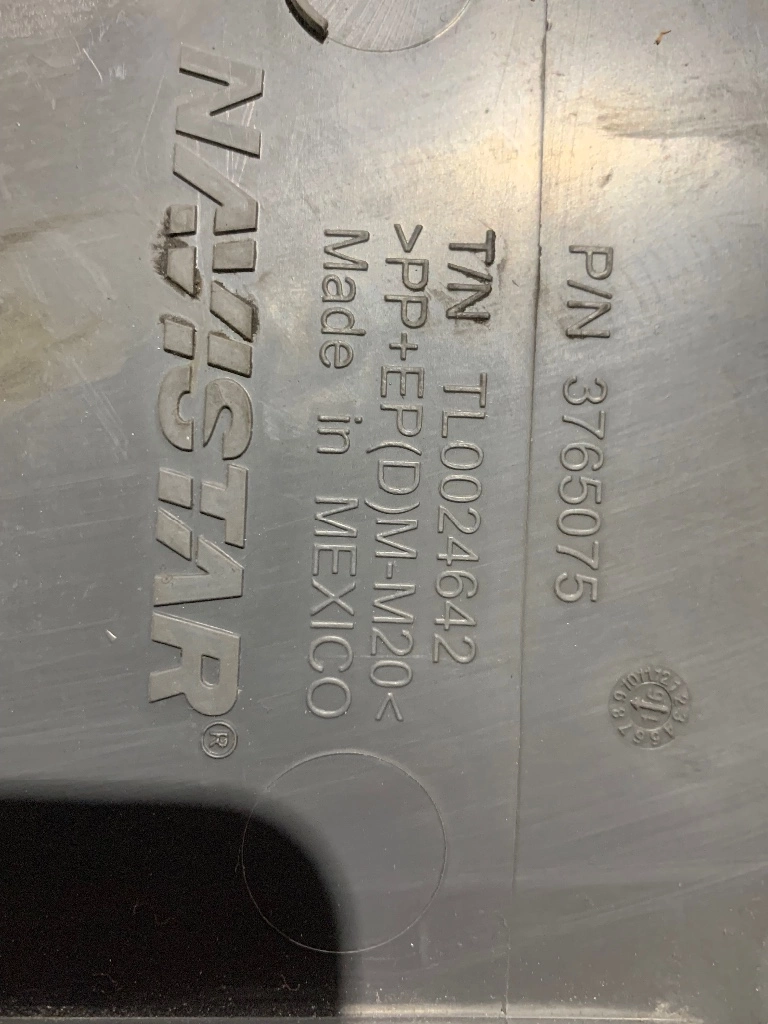 P/N 3765075
T/N TL0024642
>PP+EP(D)M-M20<
Made in MEXICO
NAVISTAR®